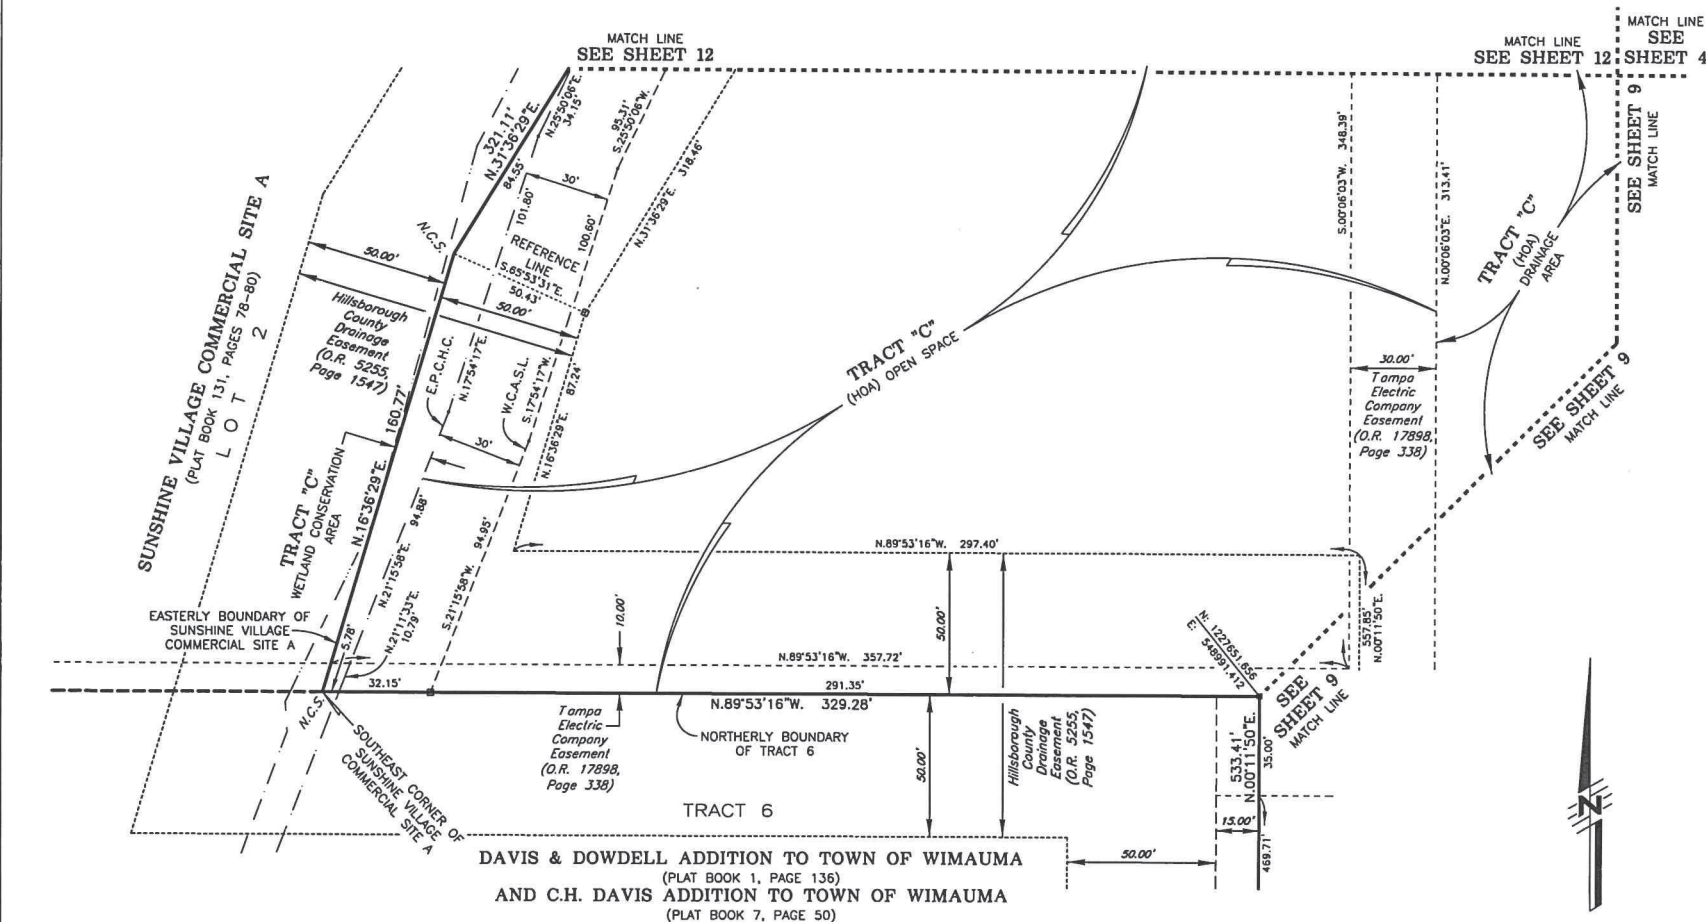 MATCH LINE
SEE SHEET 12
MATCH LINE
SEE SHEET 12
MATCH LINE
SEE
SHEET 4
SEE SHEET 9
MATCH LINE
321.11'
N.31°36'29"E.
84.55'
N.25°50'06"E.
34.15'
95.31'
S.25°50'06"W.
N.31°36'29"E. 318.46'
101.80'
30'
100.60'
REFERENCE
LINE
S.65°53'31"E.
50.43'
50.00'
N.C.S.
50.00'
SUNSHINE VILLAGE COMMERCIAL SITE A
(PLAT BOOK 131, PAGES 78-80)
LOT 2
Hillsborough
County
Drainage
Easement
(O.R. 5255,
Page 1547)
E.P.C.H.C.
N.17°54'17"E.
W.C.A.S.L.
S.17°54'17"W.
N.16°36'29"E. 87.24'
30'
N.16°36'29"E. 160.77'
TRACT "C"
WETLAND CONSERVATION
AREA
N.21°15'58"E. 94.88'
S.21°15'58"W. 94.95'
N.21°11'33"E.
10.79'
5.78'
TRACT "C"
(HOA) OPEN SPACE
S.00°06'03"W. 348.39'
N.00°06'03"E. 313.41'
TRACT "C"
(HOA)
DRAINAGE
AREA
30.00'
Tampa
Electric
Company
Easement
(O.R. 17898,
Page 338)
SEE SHEET 9
MATCH LINE
N.89°53'16"W. 297.40'
50.00'
10.00'
557.85'
N.00°11'50"E.
EASTERLY BOUNDARY OF
SUNSHINE VILLAGE
COMMERCIAL SITE A
N.89°53'16"W. 357.72'
N: 1227651.656
E: 548991.412
SEE
SHEET 9
MATCH LINE
32.15'
291.35'
N.89°53'16"W. 329.28'
N.C.S.
SOUTHEAST CORNER OF
SUNSHINE VILLAGE
COMMERCIAL SITE A
Tampa
Electric
Company
Easement
(O.R. 17898,
Page 338)
NORTHERLY BOUNDARY
OF TRACT 6
50.00'
Hillsborough
County
Drainage
Easement
(O.R. 5255,
Page 1547)
533.41'
N.00°11'50"E.
35.00'
15.00'
469.71'
50.00'
TRACT 6
N
DAVIS & DOWDELL ADDITION TO TOWN OF WIMAUMA
(PLAT BOOK 1, PAGE 136)
AND C.H. DAVIS ADDITION TO TOWN OF WIMAUMA
(PLAT BOOK 7, PAGE 50)